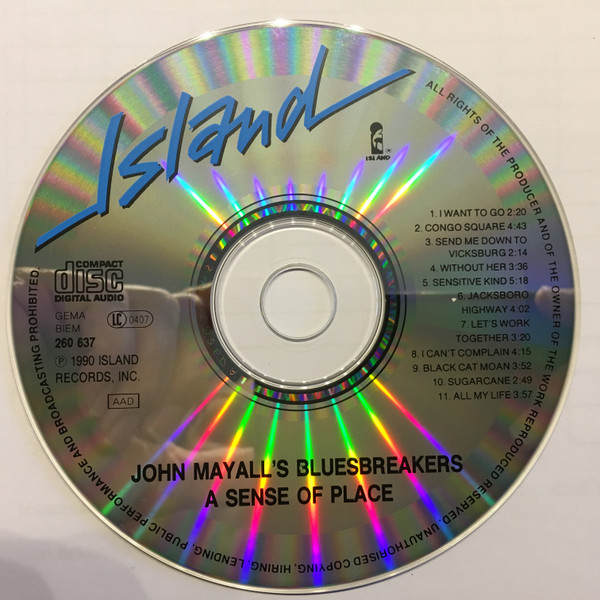 Island
ISLAND
COMPACT
disc
DIGITAL AUDIO
GEMA
BIEM
LC 0407
260 637
℗ 1990 ISLAND
RECORDS, INC.
AAD
1. I WANT TO GO 2:20
2. CONGO SQUARE 4:43
3. SEND ME DOWN TO
VICKSBURG 2:14
4. WITHOUT HER 3:36
5. SENSITIVE KIND 5:18
6. JACKSBORO
HIGHWAY 4:02
7. LET'S WORK
TOGETHER 3:20
8. I CAN'T COMPLAIN 4:15
9. BLACK CAT MOAN 3:52
10. SUGARCANE 2:49
11. ALL MY LIFE 3:57
JOHN MAYALL'S BLUESBREAKERS
A SENSE OF PLACE
ALL RIGHTS OF THE PRODUCER AND OF THE OWNER OF THE WORK REPRODUCED RESERVED. UNAUTHORISED COPYING, HIRING, LENDING, PUBLIC PERFORMANCE AND BROADCASTING PROHIBITED.